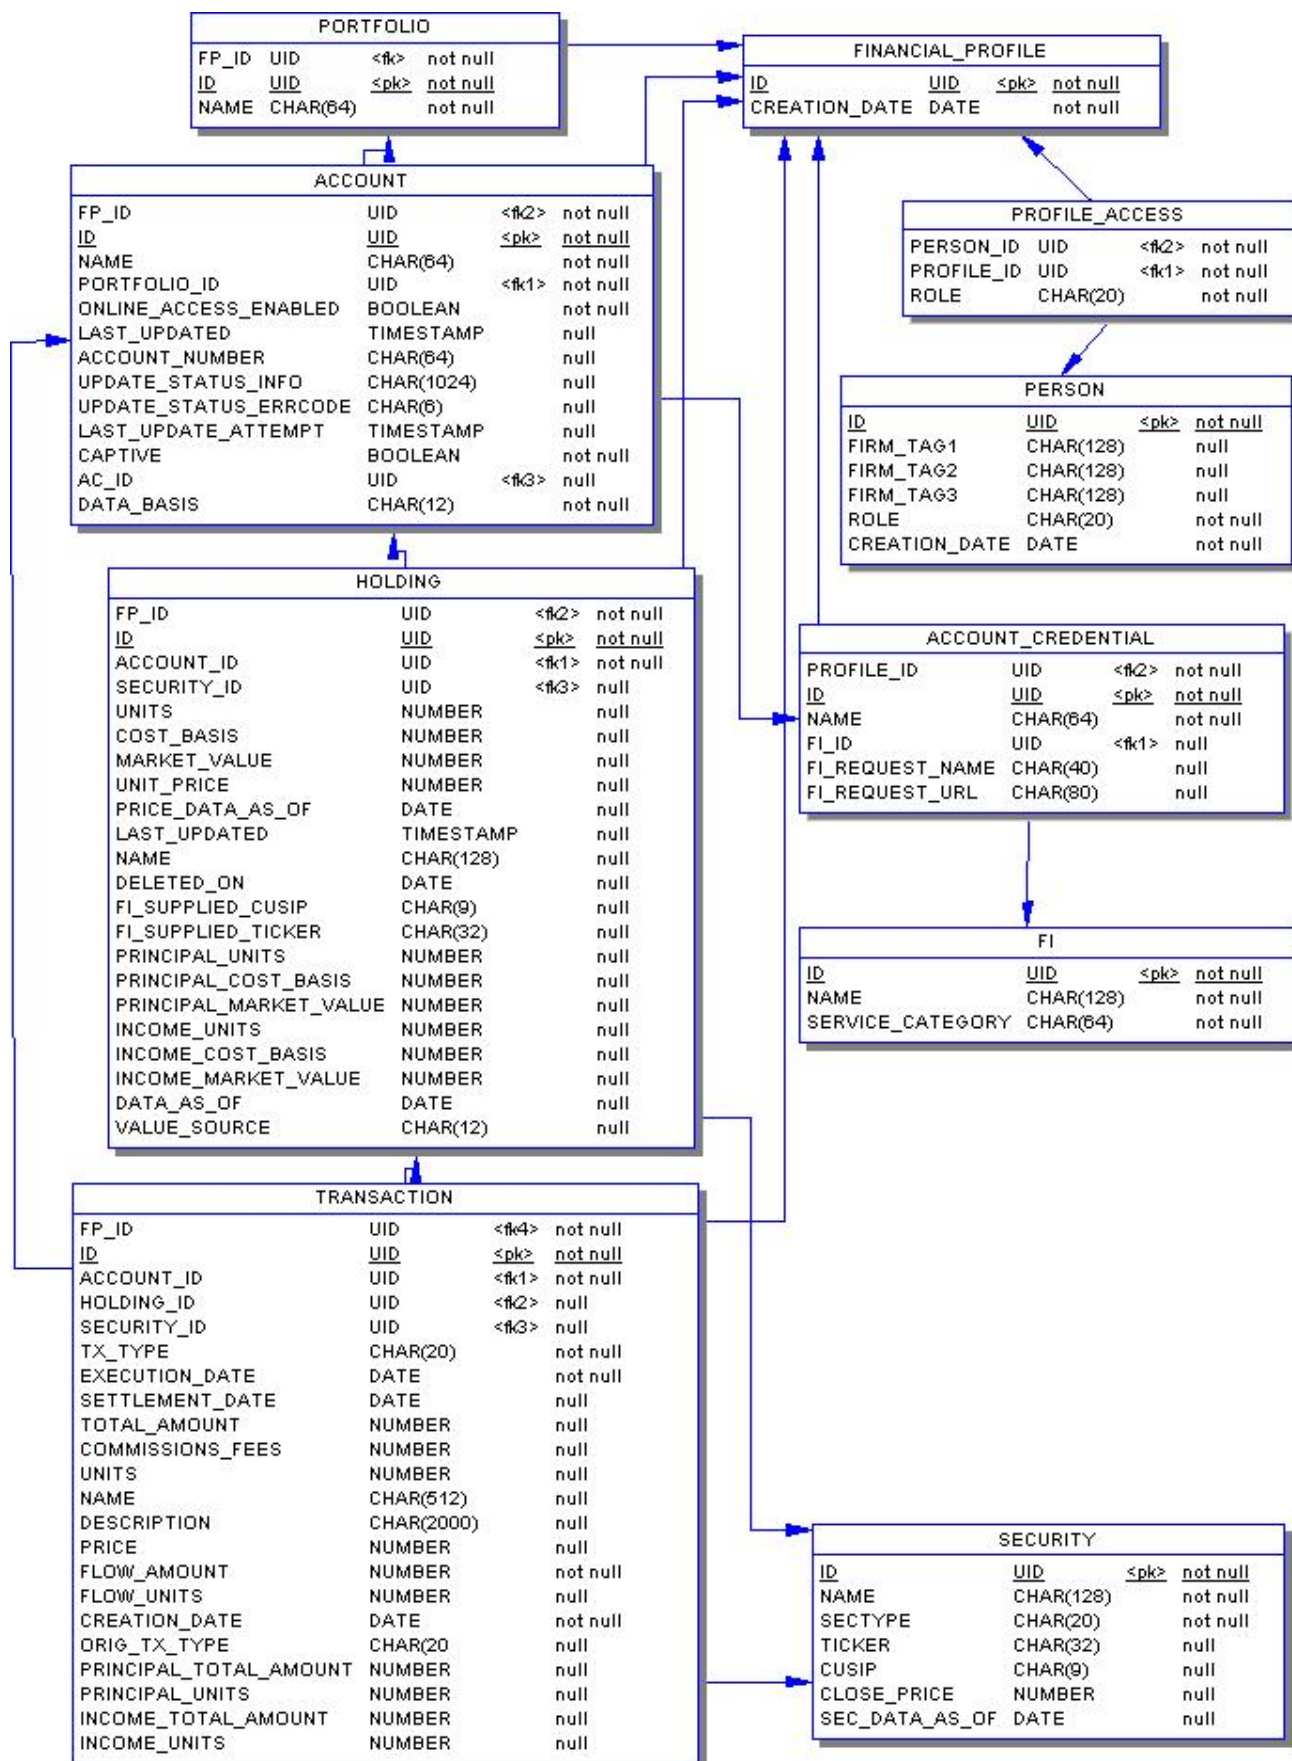 PORTFOLIO
FP_ID UID <fk> not null
ID UID <pk> not null
NAME CHAR(64) not null
FINANCIAL_PROFILE
ID UID <pk> not null
CREATION_DATE DATE not null
ACCOUNT
FP_ID UID <fk2> not null
ID UID <pk> not null
NAME CHAR(64) not null
PORTFOLIO_ID UID <fk1> not null
ONLINE_ACCESS_ENABLED BOOLEAN not null
LAST_UPDATED TIMESTAMP null
ACCOUNT_NUMBER CHAR(64) null
UPDATE_STATUS_INFO CHAR(1024) null
UPDATE_STATUS_ERRCODE CHAR(6) null
LAST_UPDATE_ATTEMPT TIMESTAMP null
CAPTIVE BOOLEAN not null
AC_ID UID <fk3> null
DATA_BASIS CHAR(12) not null
PROFILE_ACCESS
PERSON_ID UID <fk2> not null
PROFILE_ID UID <fk1> not null
ROLE CHAR(20) not null
PERSON
ID UID <pk> not null
FIRM_TAG1 CHAR(128) null
FIRM_TAG2 CHAR(128) null
FIRM_TAG3 CHAR(128) null
ROLE CHAR(20) not null
CREATION_DATE DATE not null
HOLDING
FP_ID UID <fk2> not null
ID UID <pk> not null
ACCOUNT_ID UID <fk1> not null
SECURITY_ID UID <fk3> null
UNITS NUMBER null
COST_BASIS NUMBER null
MARKET_VALUE NUMBER null
UNIT_PRICE NUMBER null
PRICE_DATA_AS_OF DATE null
LAST_UPDATED TIMESTAMP null
NAME CHAR(128) null
DELETED_ON DATE null
FI_SUPPLIED_CUSIP CHAR(9) null
FI_SUPPLIED_TICKER CHAR(32) null
PRINCIPAL_UNITS NUMBER null
PRINCIPAL_COST_BASIS NUMBER null
PRINCIPAL_MARKET_VALUE NUMBER null
INCOME_UNITS NUMBER null
INCOME_COST_BASIS NUMBER null
INCOME_MARKET_VALUE NUMBER null
DATA_AS_OF DATE null
VALUE_SOURCE CHAR(12) null
ACCOUNT_CREDENTIAL
PROFILE_ID UID <fk2> not null
ID UID <pk> not null
NAME CHAR(64) not null
FI_ID UID <fk1> null
FI_REQUEST_NAME CHAR(40) null
FI_REQUEST_URL CHAR(80) null
FI
ID UID <pk> not null
NAME CHAR(128) not null
SERVICE_CATEGORY CHAR(64) not null
TRANSACTION
FP_ID UID <fk4> not null
ID UID <pk> not null
ACCOUNT_ID UID <fk1> not null
HOLDING_ID UID <fk2> null
SECURITY_ID UID <fk3> null
TX_TYPE CHAR(20) not null
EXECUTION_DATE DATE not null
SETTLEMENT_DATE DATE null
TOTAL_AMOUNT NUMBER null
COMMISSIONS_FEES NUMBER null
UNITS NUMBER null
NAME CHAR(512) null
DESCRIPTION CHAR(2000) null
PRICE NUMBER null
FLOW_AMOUNT NUMBER not null
FLOW_UNITS NUMBER null
CREATION_DATE DATE not null
ORIG_TX_TYPE CHAR(20 null
PRINCIPAL_TOTAL_AMOUNT NUMBER null
PRINCIPAL_UNITS NUMBER null
INCOME_TOTAL_AMOUNT NUMBER null
INCOME_UNITS NUMBER null
SECURITY
ID UID <pk> not null
NAME CHAR(128) not null
SECTYPE CHAR(20) not null
TICKER CHAR(32) null
CUSIP CHAR(9) null
CLOSE_PRICE NUMBER null
SEC_DATA_AS_OF DATE null